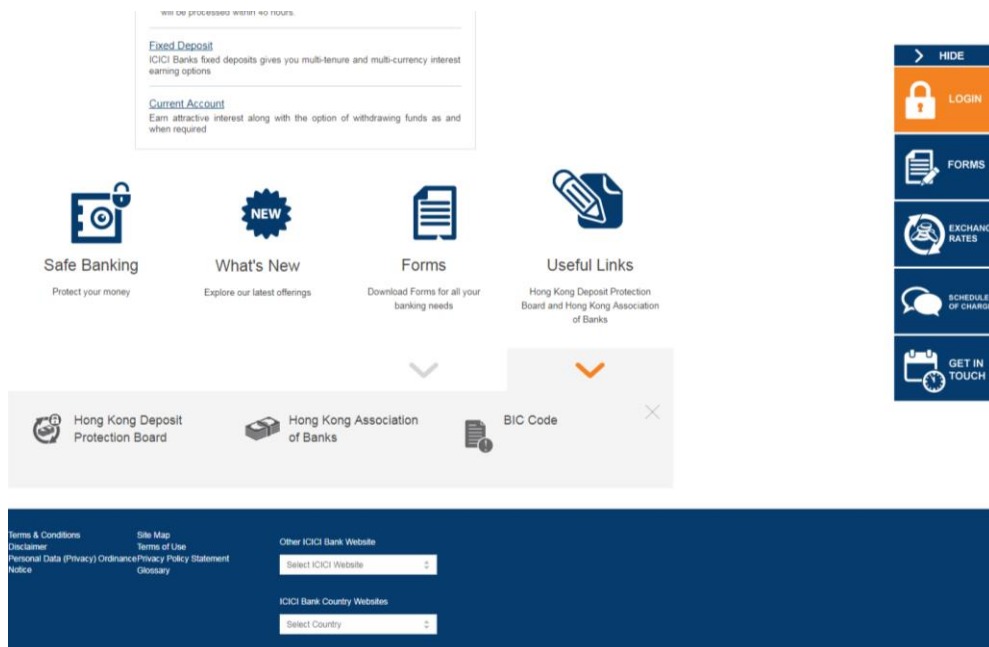 will be processed within 48 hours.
Fixed Deposit
ICICI Banks fixed deposits gives you multi-tenure and multi-currency interest
earning options
Current Account
Earn attractive interest along with the option of withdrawing funds as and
when required
HIDE
LOGIN
FORMS
EXCHANG
RATES
SCHEDULE
OF CHARG
GET IN
TOUCH
NEW
Safe Banking
Protect your money
What's New
Explore our latest offerings
Forms
Download Forms for all your
banking needs
Useful Links
Hong Kong Deposit Protection
Board and Hong Kong Association
of Banks
Hong Kong Deposit
Protection Board
Hong Kong Association
of Banks
BIC Code
Terms & Conditions
Disclaimer
Personal Data (Privacy) Ordinance
Notice
Site Map
Terms of Use
Privacy Policy Statement
Glossary
Other ICICI Bank Website
Select ICICI Website
ICICI Bank Country Websites
Select Country